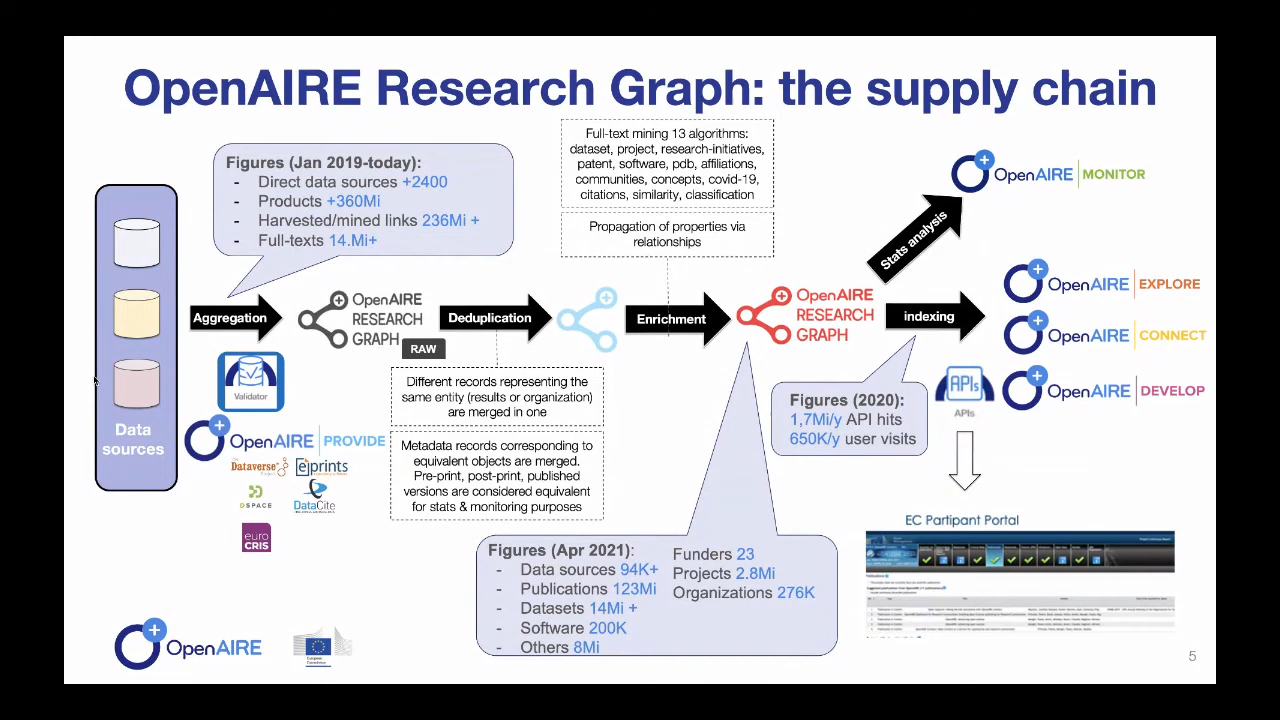 OpenAIRE Research Graph: the supply chain
Full-text mining 13 algorithms:
dataset, project, research-initiatives,
patent, software, pdb, affiliations,
communities, concepts, covid-19,
citations, similarity, classification
Propagation of properties via
relationships
Figures (Jan 2019-today):
- Direct data sources +2400
- Products +360Mi
- Harvested/mined links 236Mi +
- Full-texts 14.Mi+
OpenAIRE MONITOR
Stats analysis
Aggregation
OpenAIRE
RESEARCH
GRAPH
RAW
Deduplication
Enrichment
OpenAIRE
RESEARCH
GRAPH
indexing
OpenAIRE EXPLORE
OpenAIRE CONNECT
OpenAIRE DEVELOP
APIs
APIs
Data
sources
Validator
OpenAIRE PROVIDE
The
Dataverse
Project
eprints
DSPACE
DataCite
euro
CRIS
Different records representing the
same entity (results or organization)
are merged in one
Metadata records corresponding to
equivalent objects are merged.
Pre-print, post-print, published
versions are considered equivalent
for stats & monitoring purposes
Figures (2020):
1,7Mi/y API hits
650K/y user visits
Figures (Apr 2021):
- Data sources 94K+
- Publications 123Mi
- Datasets 14Mi +
- Software 200K
- Others 8Mi
Funders 23
Projects 2.8Mi
Organizations 276K
EC Partipant Portal
OpenAIRE
European
Commission
5